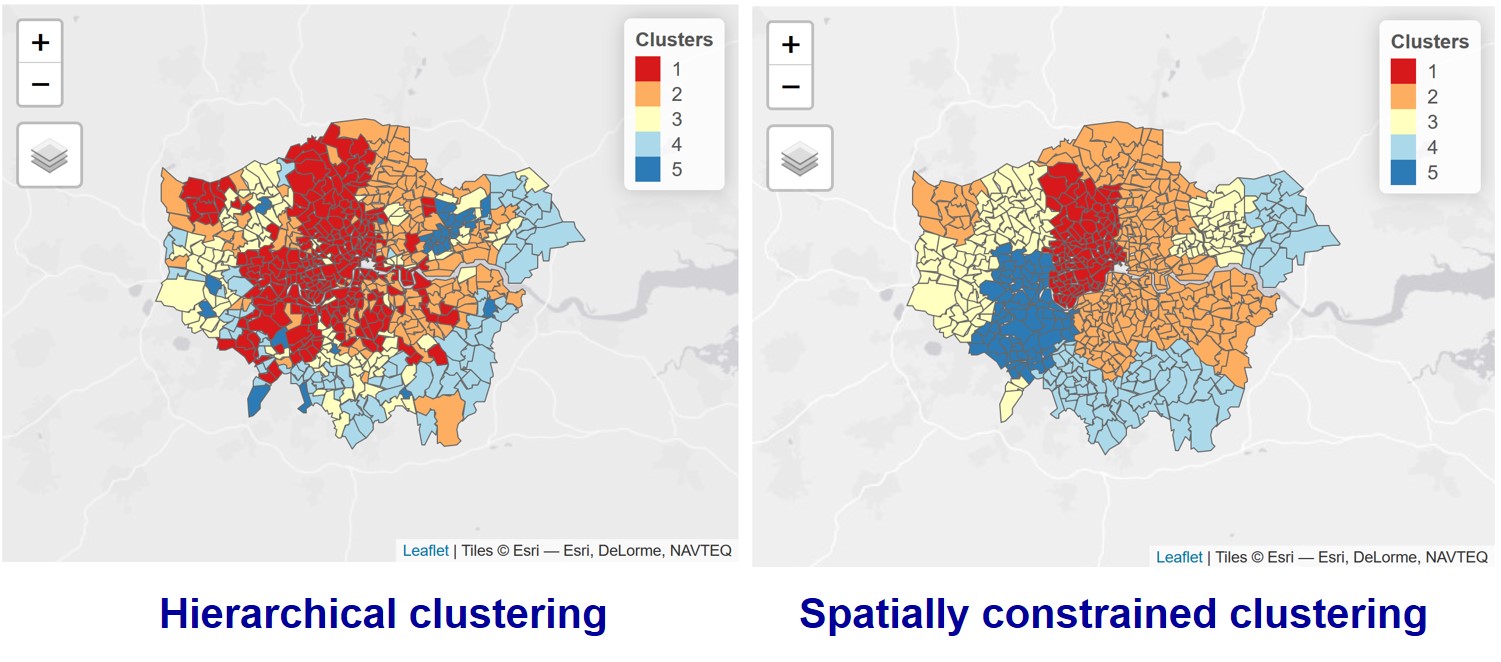 +
−
Clusters
1
2
3
4
5
Leaflet | Tiles © Esri — Esri, DeLorme, NAVTEQ
Hierarchical clustering
+
−
Clusters
1
2
3
4
5
Leaflet | Tiles © Esri — Esri, DeLorme, NAVTEQ
Spatially constrained clustering